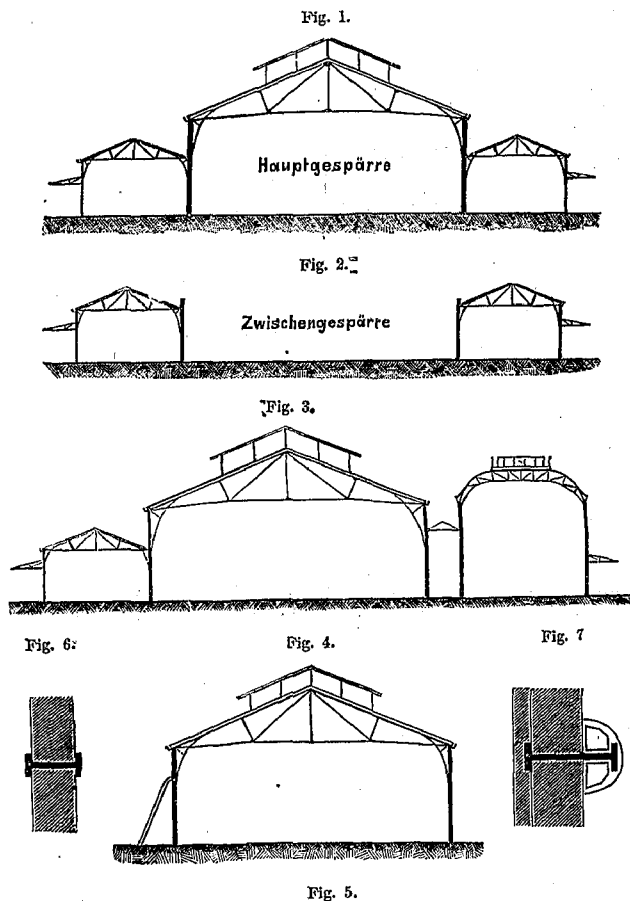 Fig. 1.
Hauptgespärre
Fig. 2.
Zwischengespärre
Fig. 3.
Fig. 6.
Fig. 4.
Fig. 7
Fig. 5.